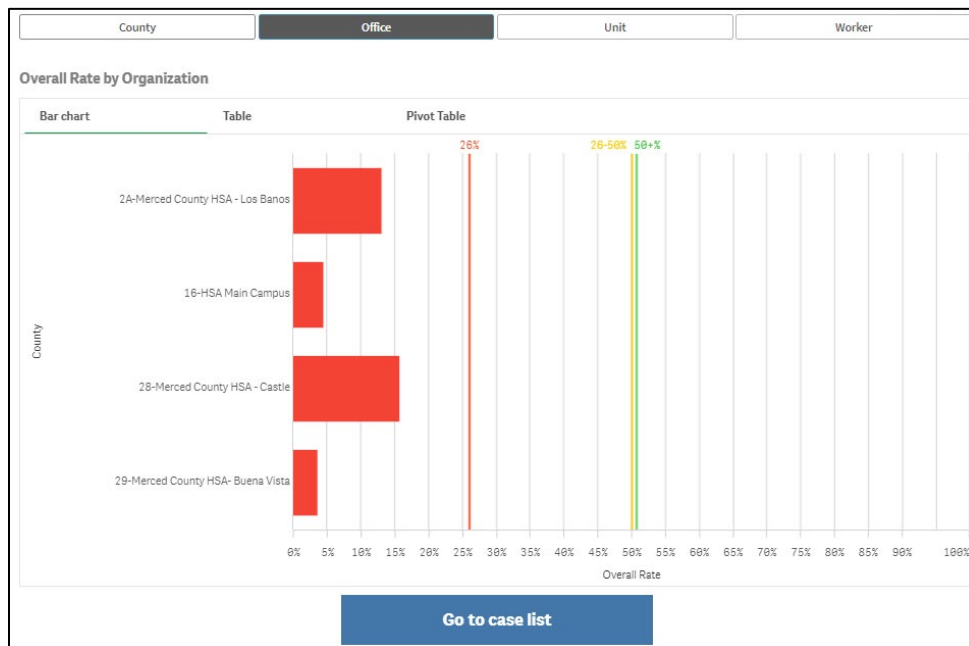 County Office Unit Worker
Overall Rate by Organization
Bar chart Table Pivot Table
26% 26-50% 50+%
2A-Merced County HSA - Los Banos
16-HSA Main Campus
County
28-Merced County HSA - Castle
29-Merced County HSA- Buena Vista
0% 5% 10% 15% 20% 25% 30% 35% 40% 45% 50% 55% 60% 65% 70% 75% 80% 85% 90% 100%
Overall Rate
Go to case list